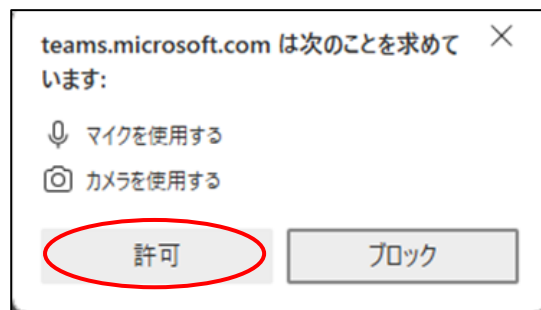 teams.microsoft.com は次のことを求めて
います:
マイクを使用する
カメラを使用する
許可
ブロック